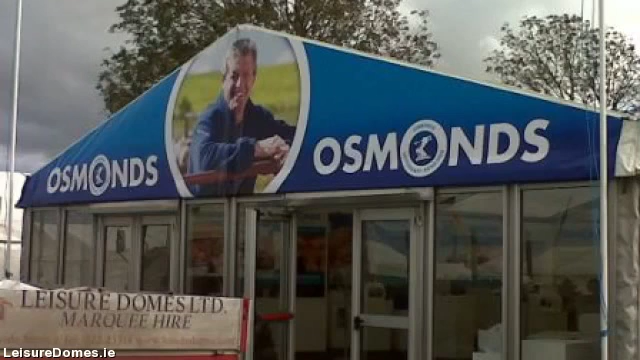 OSMONDS
OSMONDS
LEISURE DOMES LTD.
MARQUEE HIRE
LeisureDomes.ie